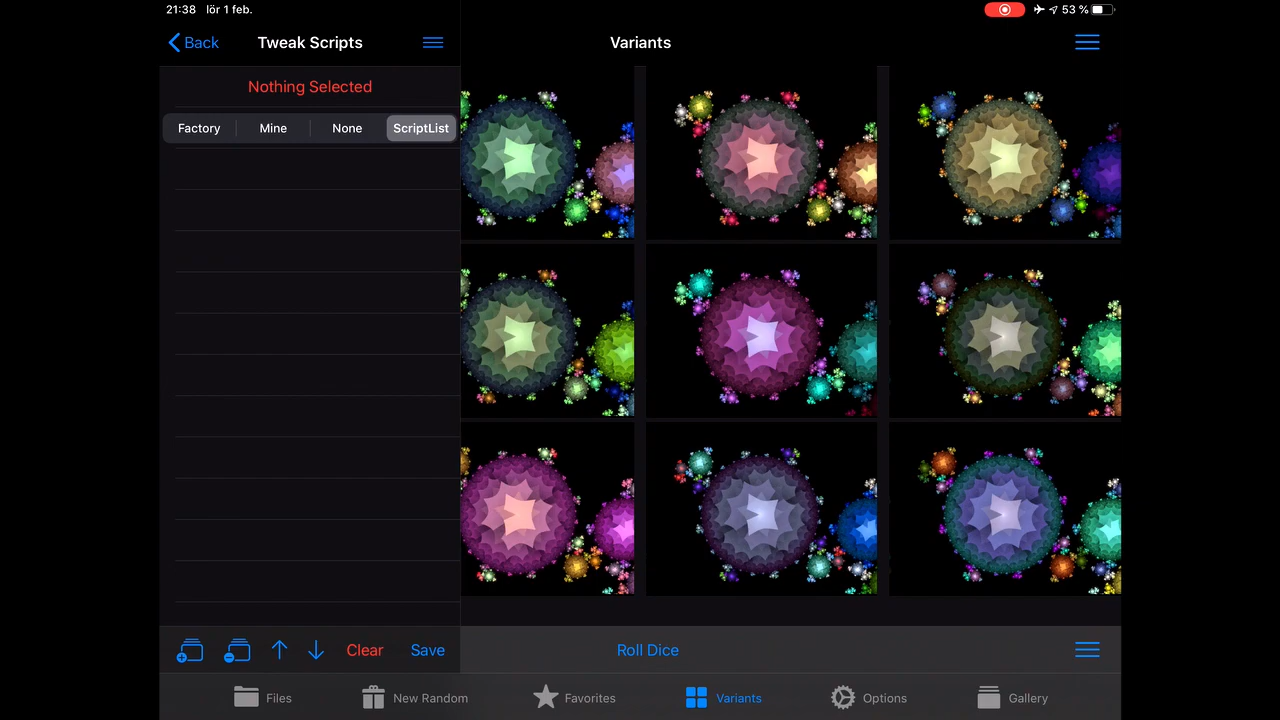 21:38 lör 1 feb. 53 %
Back Tweak Scripts Variants
Nothing Selected
Factory Mine None ScriptList
Clear Save Roll Dice
Files New Random Favorites Variants Options Gallery